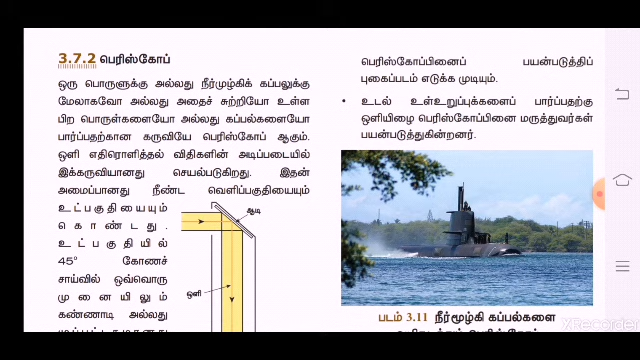 3.7.2 பெரிஸ்கோப்
ஒரு பொருளுக்கு அல்லது நீர்முழ்கிக் கப்பலுக்கு
மேலாகவோ அல்லது அதைச் சுற்றியோ உள்ள
பிற பொருள்களையோ அல்லது கப்பல்களையோ
பார்ப்பதற்கான கருவியே பெரிஸ்கோப் ஆகும்.
ஒளி எதிரொளித்தல் விதிகளின் அடிப்படையில்
இக்கருவியானது செயல்படுகிறது. இதன்
அமைப்பானது நீண்ட வெளிப்பகுதியையும்
உட்பகுதியையும்
கொண்டது.
உட்பகுதியில்
45° கோணச்
சாய்வில் ஒவ்வொரு
முனையிலும்
கண்ணாடி அல்லது
ஆடி
ஒளி
பெரிஸ்கோப்பினைப் பயன்படுத்திப்
புகைப்படம் எடுக்க முடியும்.
• உடல் உள்உறுப்புக்களைப் பார்ப்பதற்கு
ஒளியிழை பெரிஸ்கோப்பினை மருத்துவர்கள்
பயன்படுத்துகின்றனர்.
படம் 3.11 நீர்மூழ்கி கப்பல்களை
XRecorder